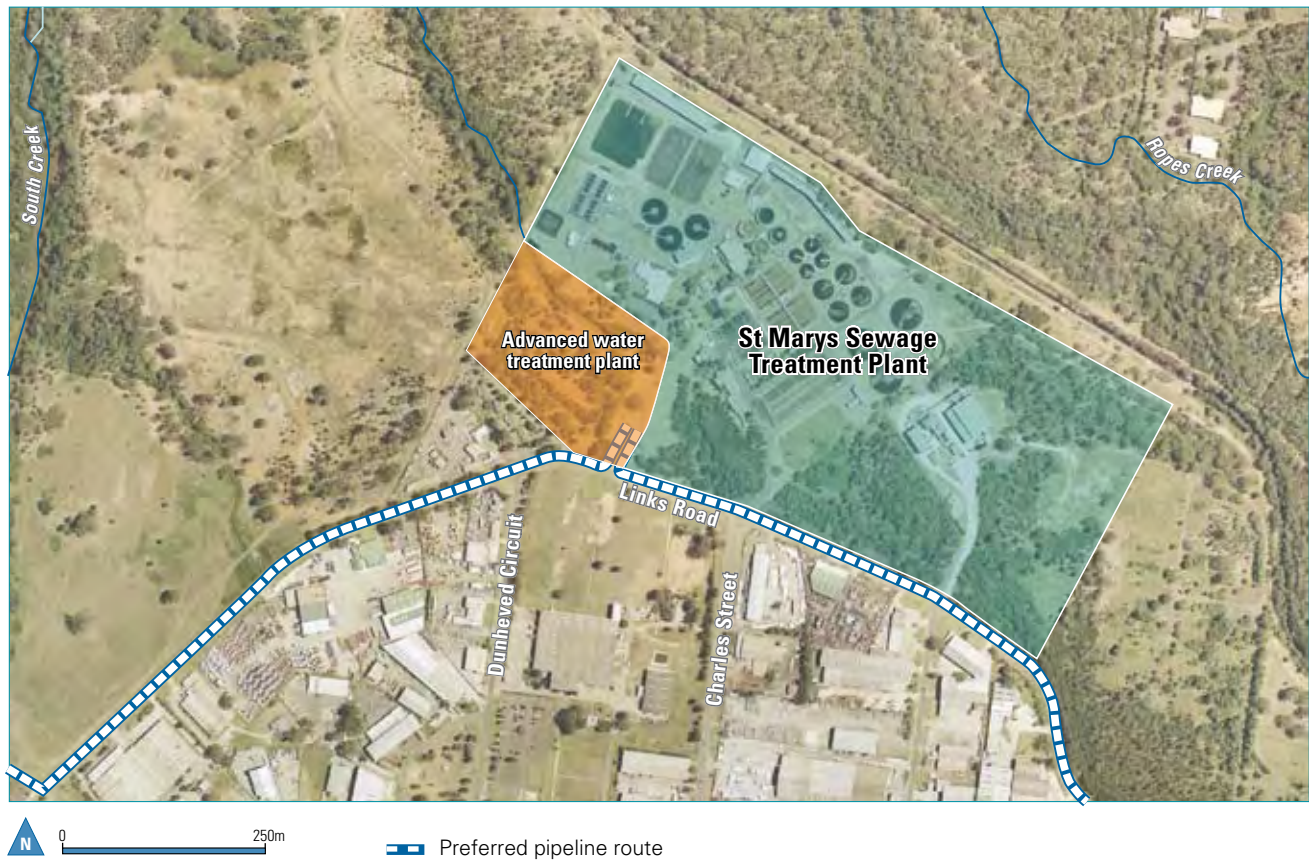 South Creek
Ropes Creek
Advanced water
treatment plant
St Marys Sewage
Treatment Plant
Links Road
Dunheved Circuit
Charles Street
N
0
250m
Preferred pipeline route